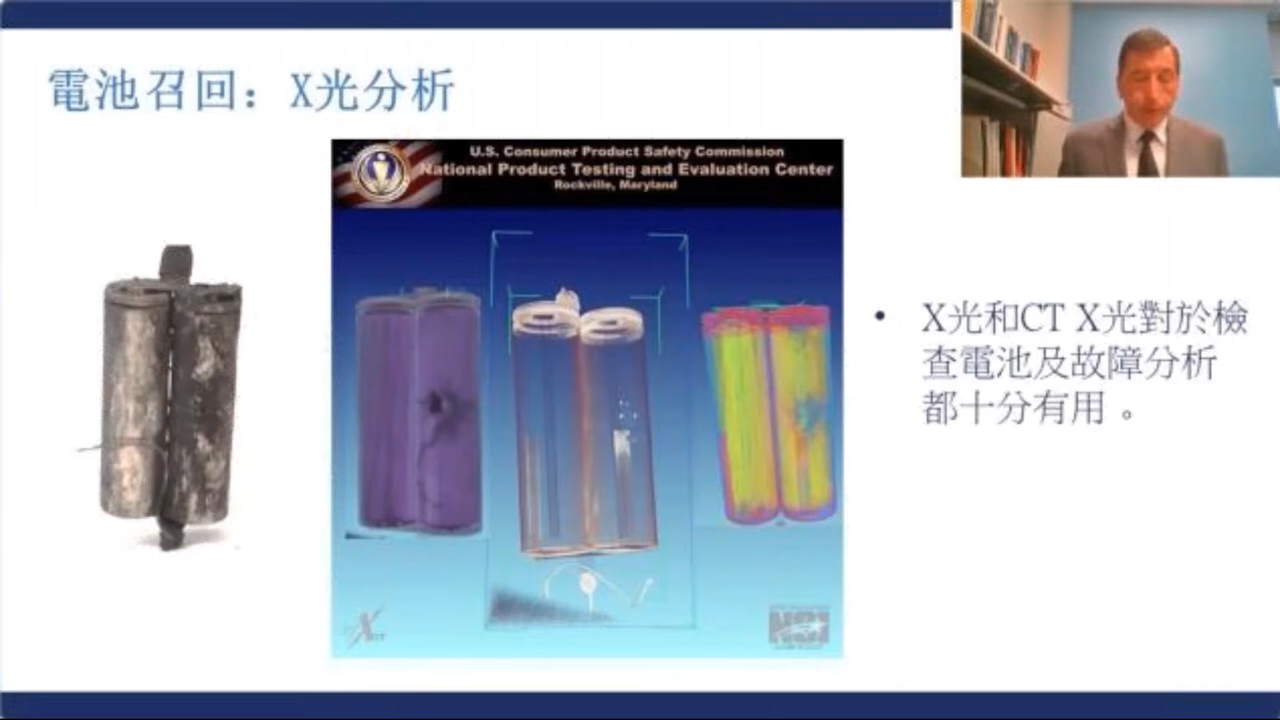 電池召回：X光分析
U.S. Consumer Product Safety Commission
National Product Testing and Evaluation Center
Rockville, Maryland
• X光和CT X光對於檢
查電池及故障分析
都十分有用 。
NSI